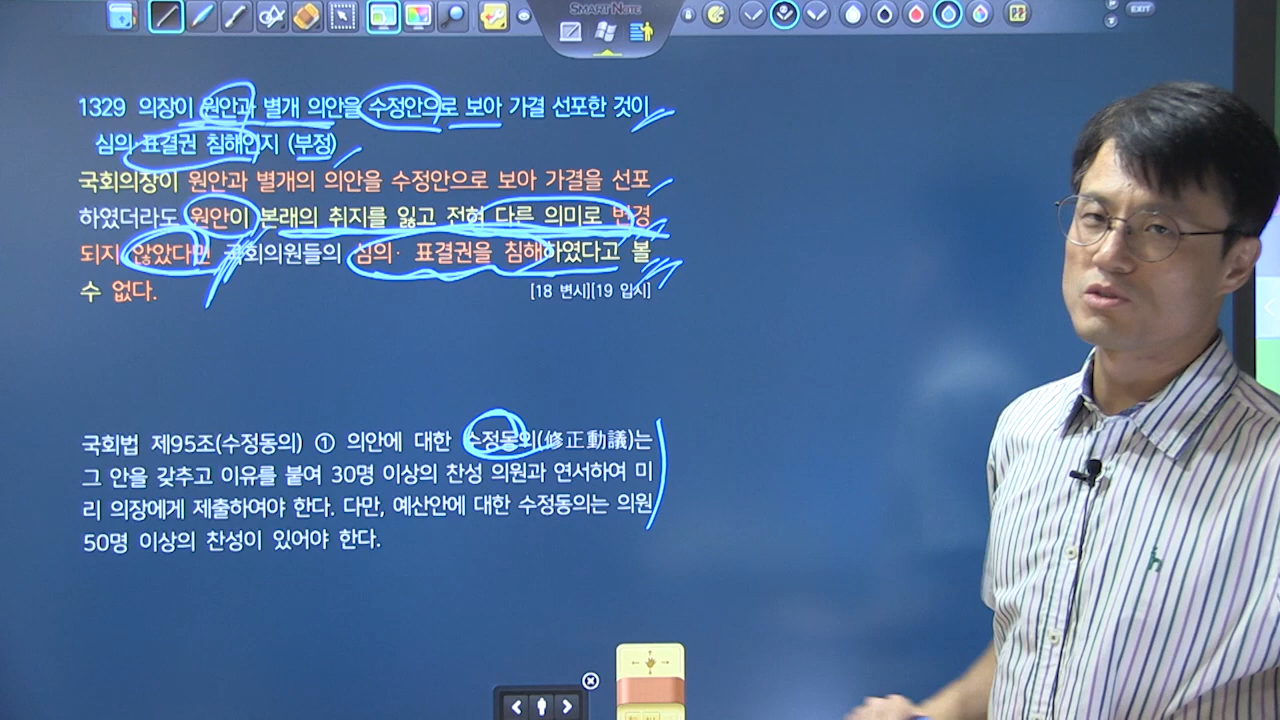 SMART NOTE
EXIT
1329 의장이 원안과 별개 의안을 수정안으로 보아 가결 선포한 것이
심의·표결권 침해인지 (부정)
국회의장이 원안과 별개의 의안을 수정안으로 보아 가결을 선포
하였더라도 원안이 본래의 취지를 잃고 전혀 다른 의미로 변경
되지 않았다면 국회의원들의 심의· 표결권을 침해하였다고 볼
수 없다.
[18 변시][19 입시]
국회법 제95조(수정동의) ① 의안에 대한 수정동의(修正動議)는
그 안을 갖추고 이유를 붙여 30명 이상의 찬성 의원과 연서하여 미
리 의장에게 제출하여야 한다. 다만, 예산안에 대한 수정동의는 의원
50명 이상의 찬성이 있어야 한다.